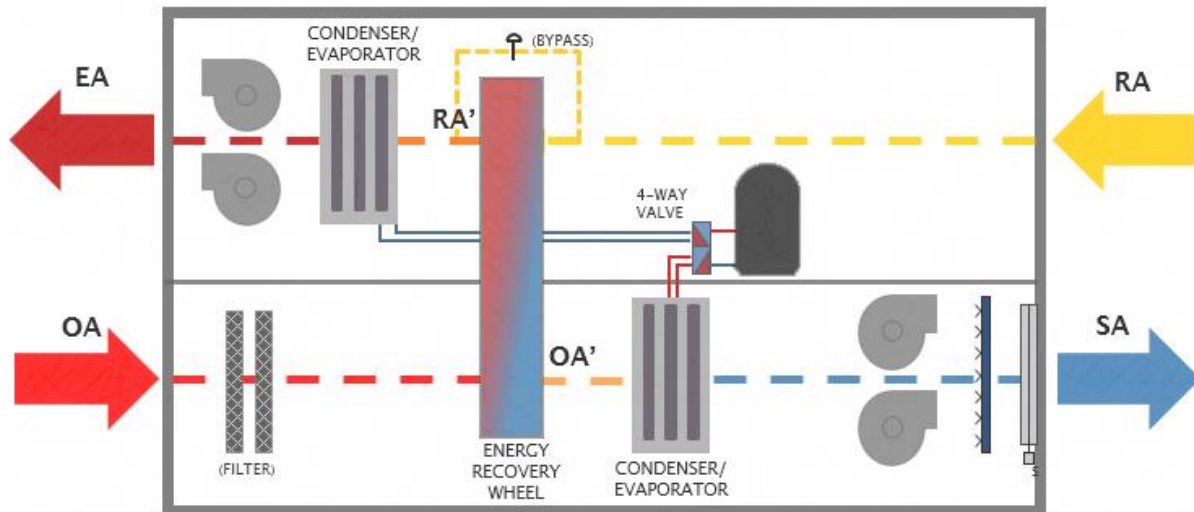 CONDENSER/
EVAPORATOR
(BYPASS)
EA
RA'
RA
4-WAY
VALVE
OA
OA'
SA
(FILTER)
ENERGY
RECOVERY
WHEEL
CONDENSER/
EVAPORATOR
S